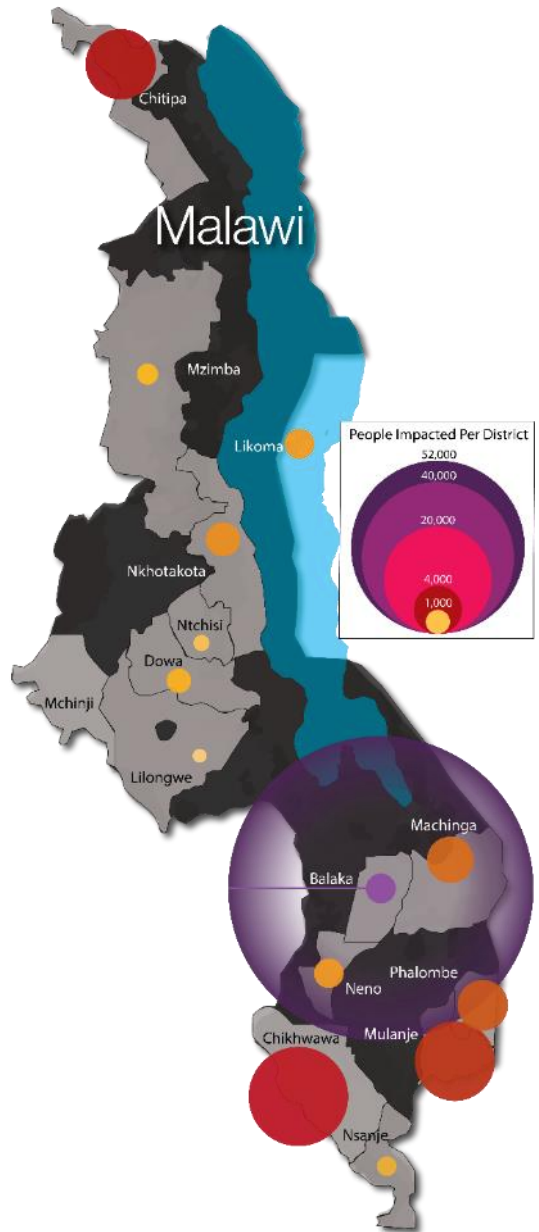 Chitipa
Malawi
Mzimba
Likoma
People Impacted Per District
52,000
40,000
20,000
4,000
1,000
Nkhotakota
Ntchisi
Dowa
Mchinji
Lilongwe
Machinga
Balaka
Phalombe
Neno
Mulanje
Chikhwawa
Nsanje